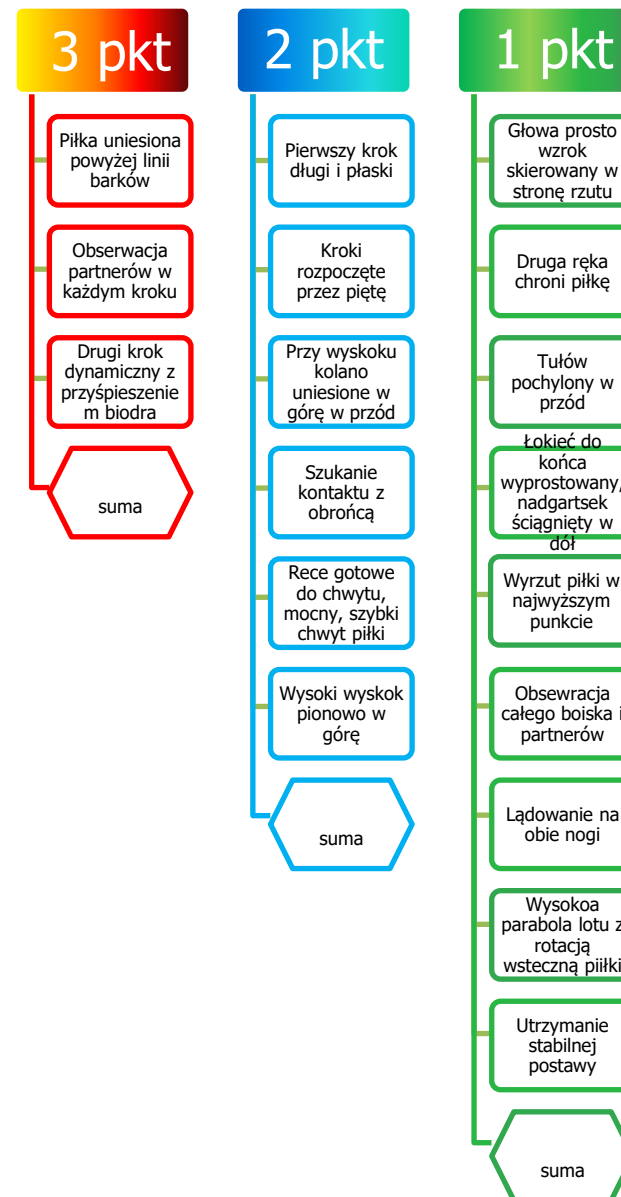 3 pkt
Piłka uniesiona
powyżej linii
barków
Obserwacja
partnerów w
każdym kroku
Drugi krok
dynamiczny z
przyśpieszenie
m biodra
suma
2 pkt
Pierwszy krok
długi i płaski
Kroki
rozpoczęte
przez piętę
Przy wyskoku
kolano
uniesione w
górę w przód
Szukanie
kontaktu z
obrońcą
Rece gotowe
do chwytu,
mocny, szybki
chwyt piłki
Wysoki wyskok
pionowo w
górę
suma
1 pkt
Głowa prosto
wzrok
skierowany w
stronę rzutu
Druga ręka
chroni piłkę
Tułów
pochylony w
przód
Łokieć do
końca
wyprostowany,
nadgartsek
ściągnięty w
dół
Wyrzut piłki w
najwyższym
punkcie
Obsewracja
całego boiska i
partnerów
Lądowanie na
obie nogi
Wysokoa
parabola lotu z
rotacją
wsteczną piiłki
Utrzymanie
stabilnej
postawy
suma